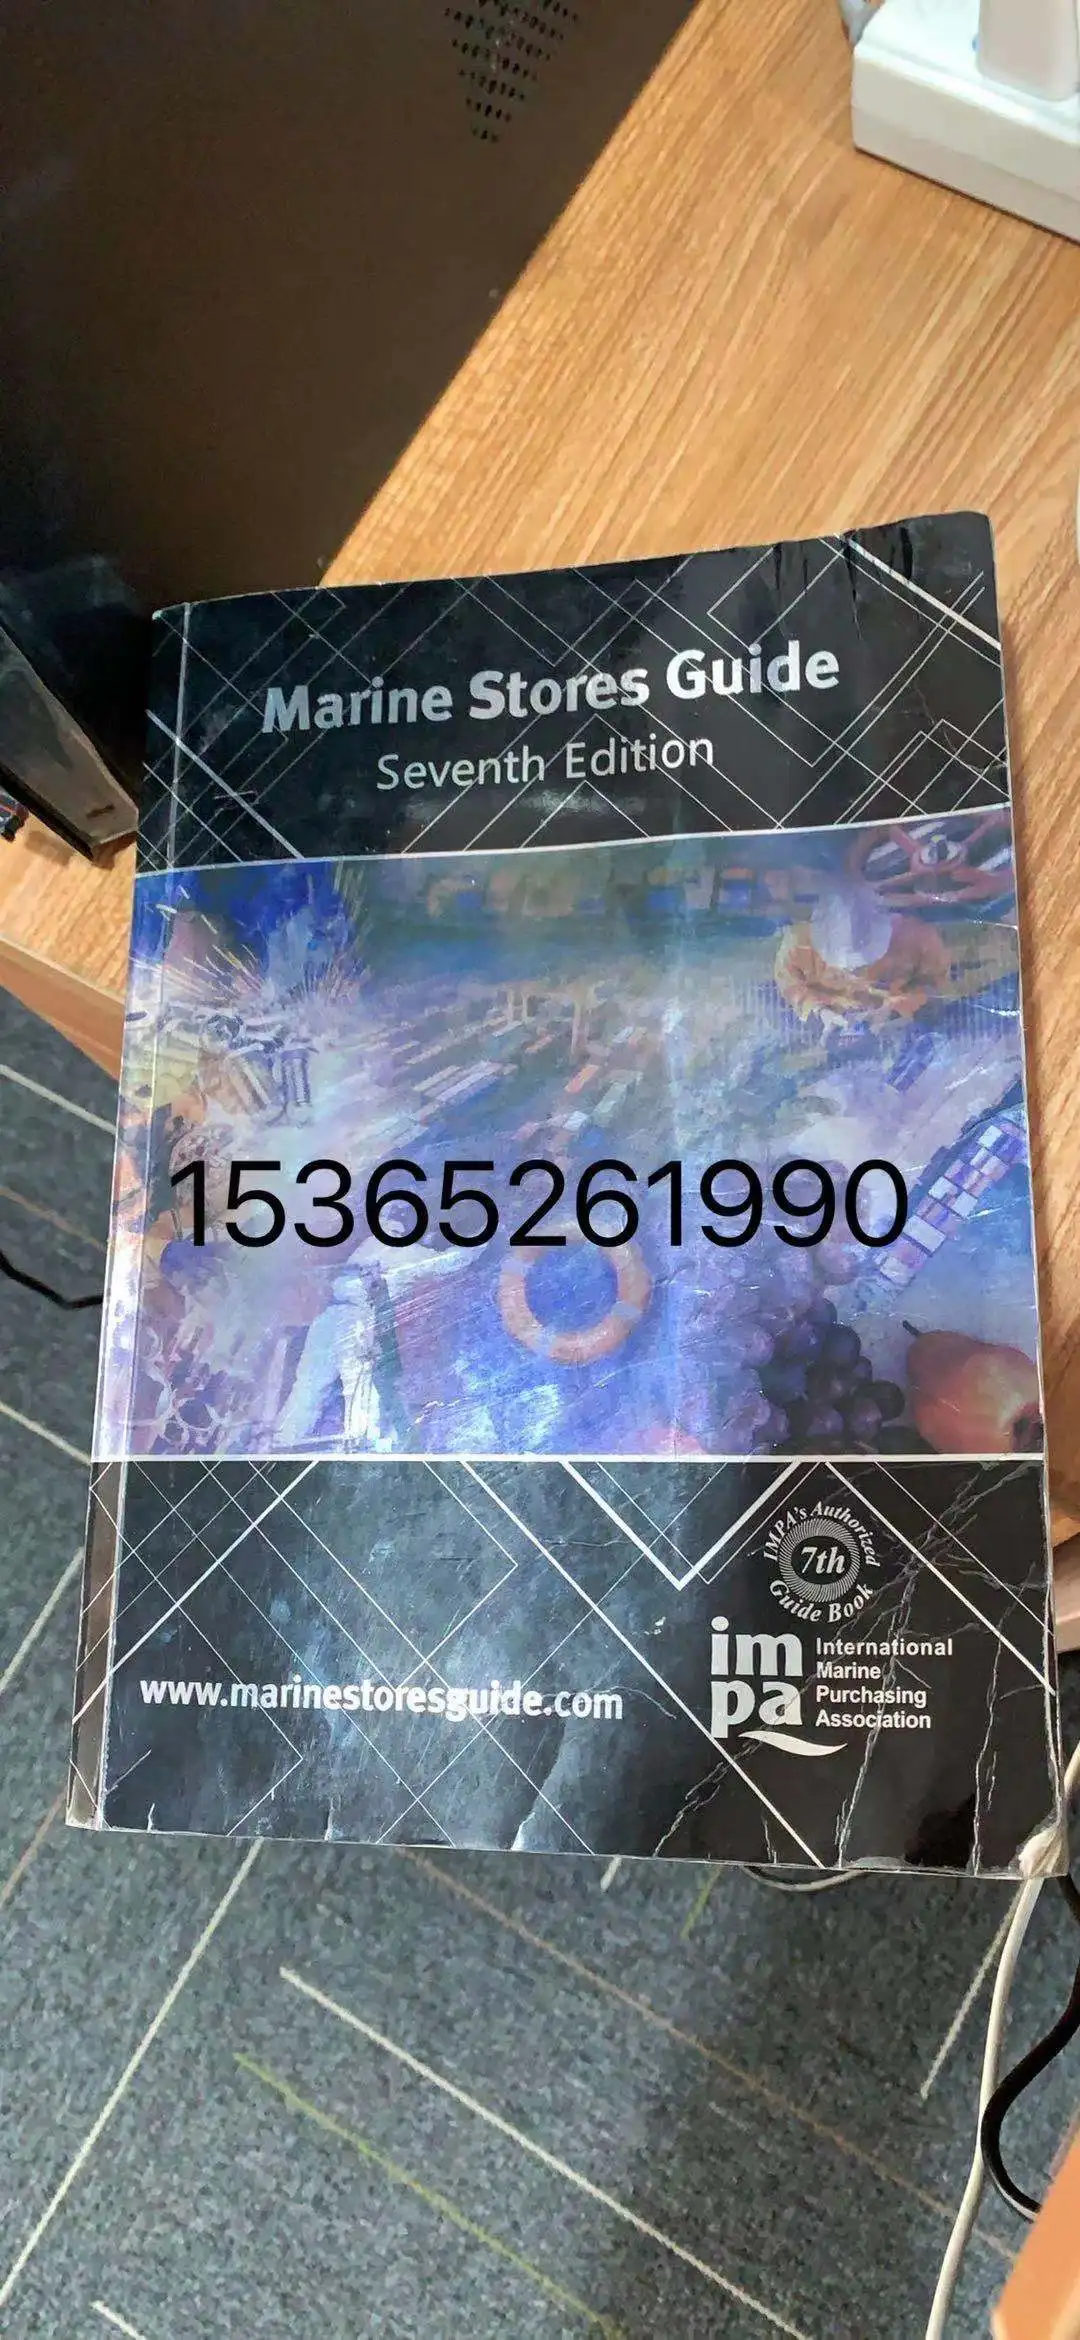 Marine Stores Guide
Seventh Edition
15365261990
IMPA's Authorized
7th
Guide Book
impa
International
Marine
Purchasing
Association
www.marinestoresguide.com